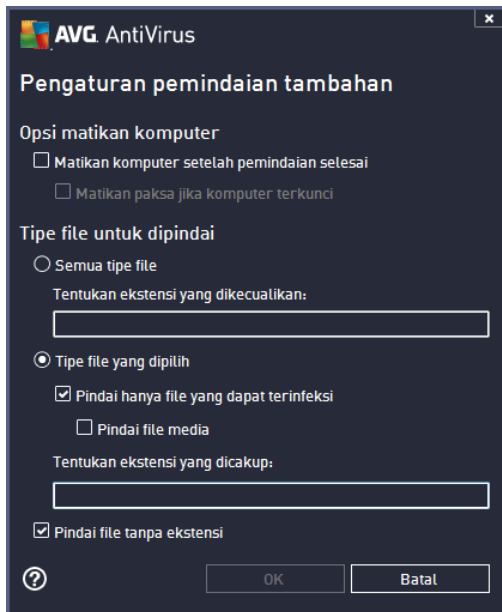 AVG. AntiVirus
Pengaturan pemindaian tambahan
Opsi matikan komputer
Matikan komputer setelah pemindaian selesai
Matikan paksa jika komputer terkunci
Tipe file untuk dipindai
Semua tipe file
Tentukan ekstensi yang dikecualikan:
Tipe file yang dipilih
Pindai hanya file yang dapat terinfeksi
Pindai file media
Tentukan ekstensi yang dicakup:
Pindai file tanpa ekstensi
?
OK
Batal